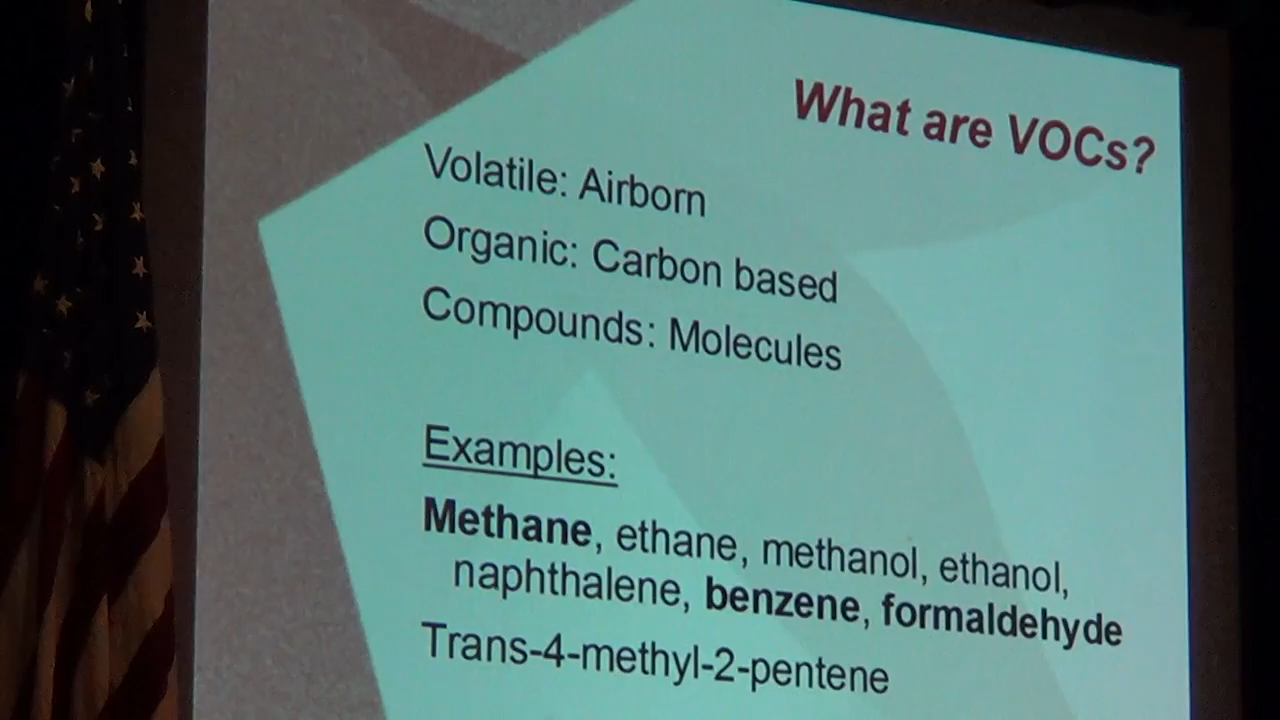 What are VOCs?
Volatile: Airborn
Organic: Carbon based
Compounds: Molecules
Examples:
Methane, ethane, methanol, ethanol,
naphthalene, benzene, formaldehyde
Trans-4-methyl-2-pentene